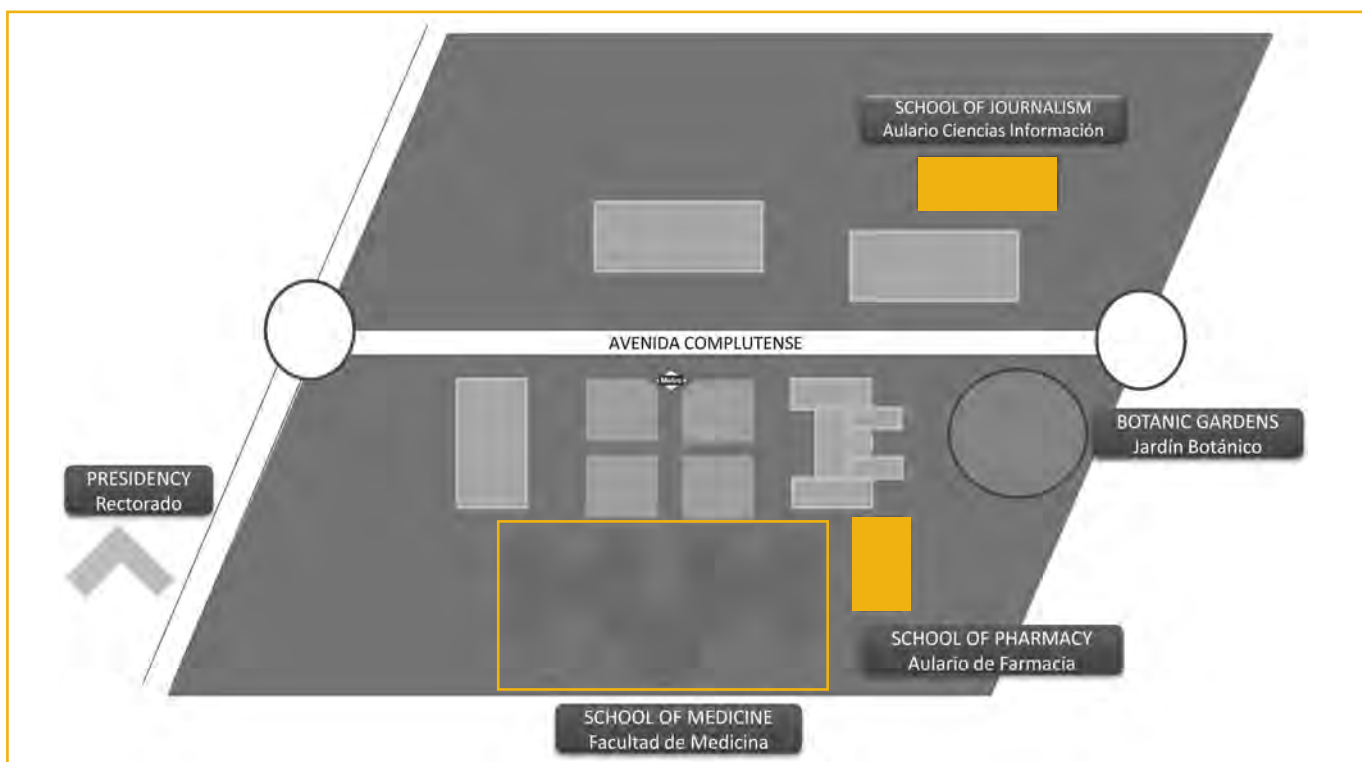 SCHOOL OF JOURNALISM
Aulario Ciencias Información
AVENIDA COMPLUTENSE
Metro
BOTANIC GARDENS
Jardín Botánico
PRESIDENCY
Rectorado
SCHOOL OF PHARMACY
Aulario de Farmacia
SCHOOL OF MEDICINE
Facultad de Medicina